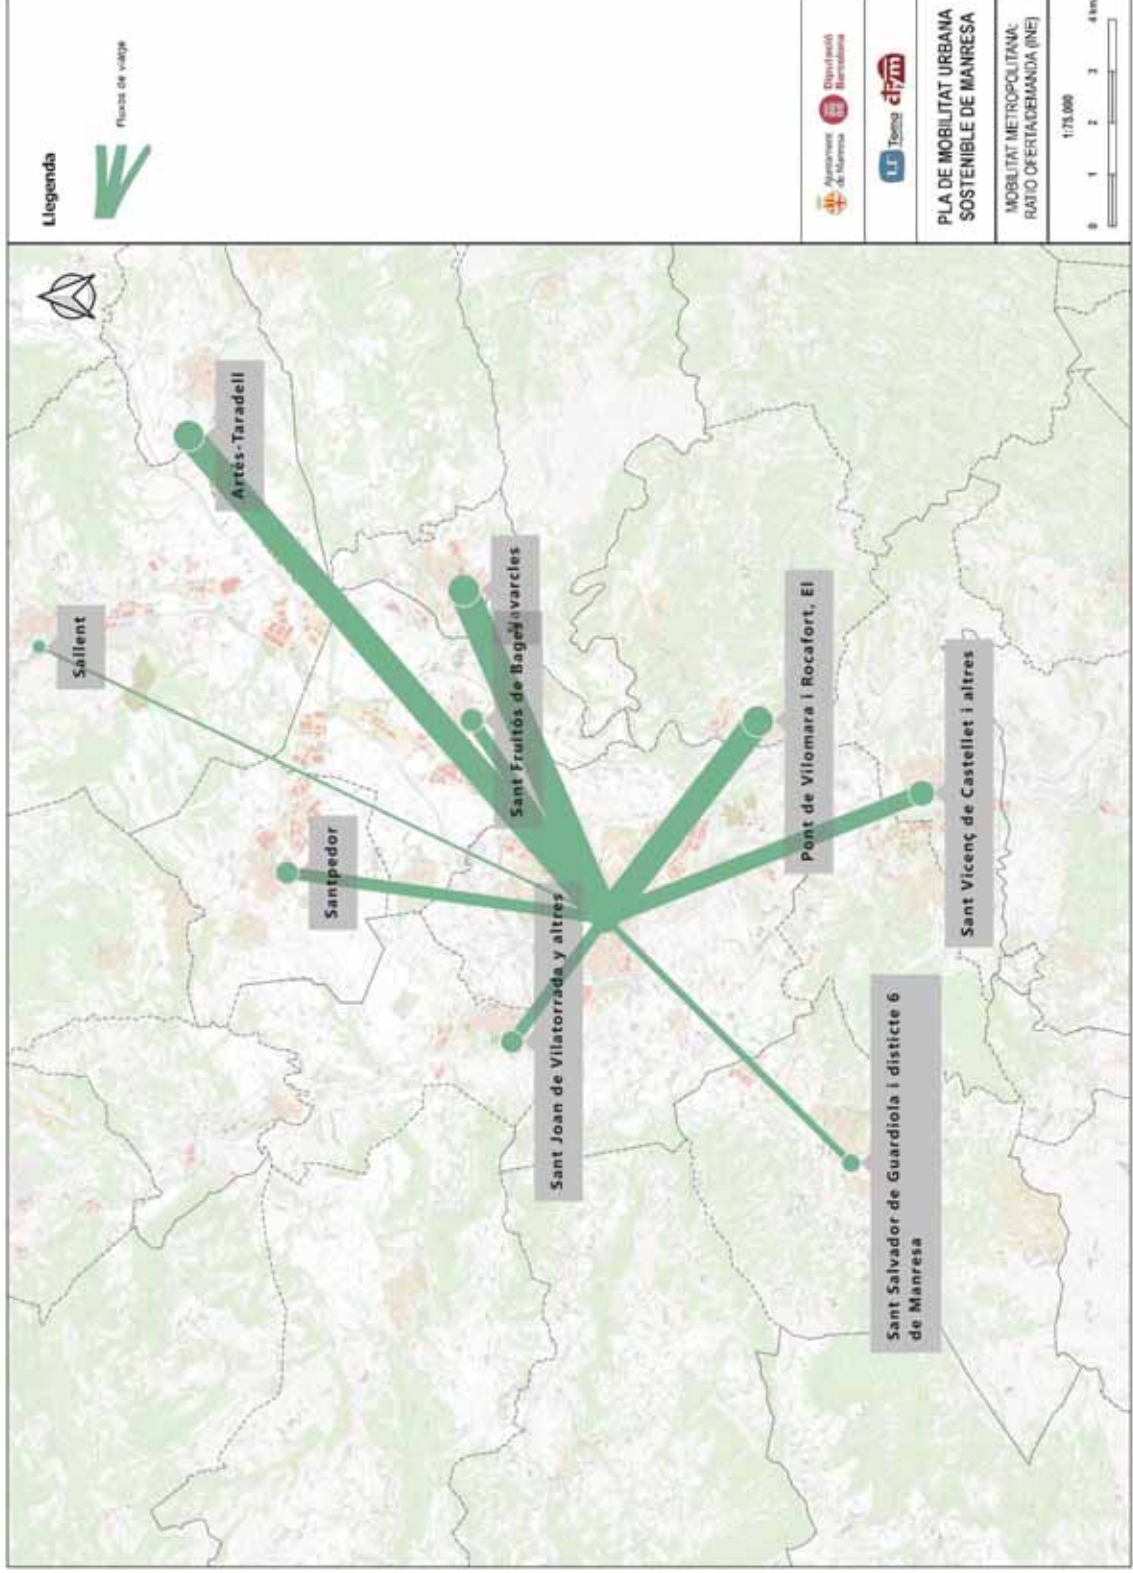 Sallent
Artés-Taradell
Santpedor
Navarcles
Sant Fruitós de Bages
Sant Joan de Vilatorrada y altres
Pont de Vilomara i Rocafort, El
Sant Vicenç de Castellet i altres
Sant Salvador de Guardiola i disticte 6
de Manresa
Llegenda
Fluxos de viatge
Ajuntament
de Manresa
Diputació
Barcelona
Tema
PLA DE MOBILITAT URBANA
SOSTENIBLE DE MANRESA
MOBILITAT METROPOLITANA:
RATIO OFERTA/DEMANDA (INE)
1:75.000
0 1 2 3 4 km